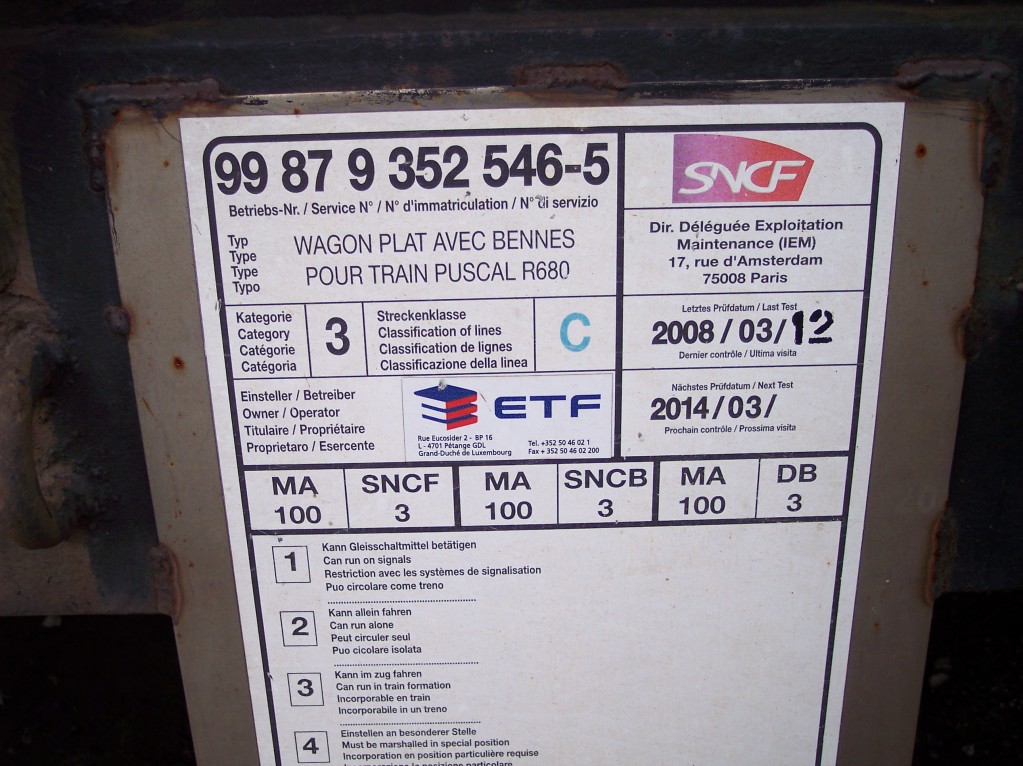 99 87 9 352 546-5
Betriebs-Nr. / Service N° / N° d'immatriculation / N° di servizio
Typ
Type
Type
Typo
WAGON PLAT AVEC BENNES
POUR TRAIN PUSCAL R680
SNCF
Dir. Déléguée Exploitation
Maintenance (IEM)
17, rue d'Amsterdam
75008 Paris
Kategorie
Category
Catégorie
Catégoria
3
Streckenklasse
Classification of lines
Classification de lignes
Classificazione della linea
C
Letztes Prüfdatum / Last Test
2008/03/12
Dernier contrôle / Ultima visita
Einsteller / Betreiber
Owner / Operator
Titulaire / Propriétaire
Proprietaro / Esercente
ETF
Rue Eucosider 2 - BP 16
L - 4701 Pétange GDL
Grand-Duché de Luxembourg
Tel. +352 50 46 02 1
Fax + 352 50 46 02 200
Nächstes Prüfdatum / Next Test
2014/03/
Prochain contrôle / Prossima visita
MA
100
SNCF
3
MA
100
SNCB
3
MA
100
DB
3
1
Kann Gleisschaltmittel betätigen
Can run on signals
Restriction avec les systèmes de signalisation
Puo circolare come treno
2
Kann allein fahren
Can run alone
Peut circuler seul
Puo cicolare isolata
3
Kann im zug fahren
Can run in train formation
Incorporable en train
Incorporabile in un treno
4
Einstellen an besonderer Stelle
Must be marshalled in special position
Incorporation en position particulière requise